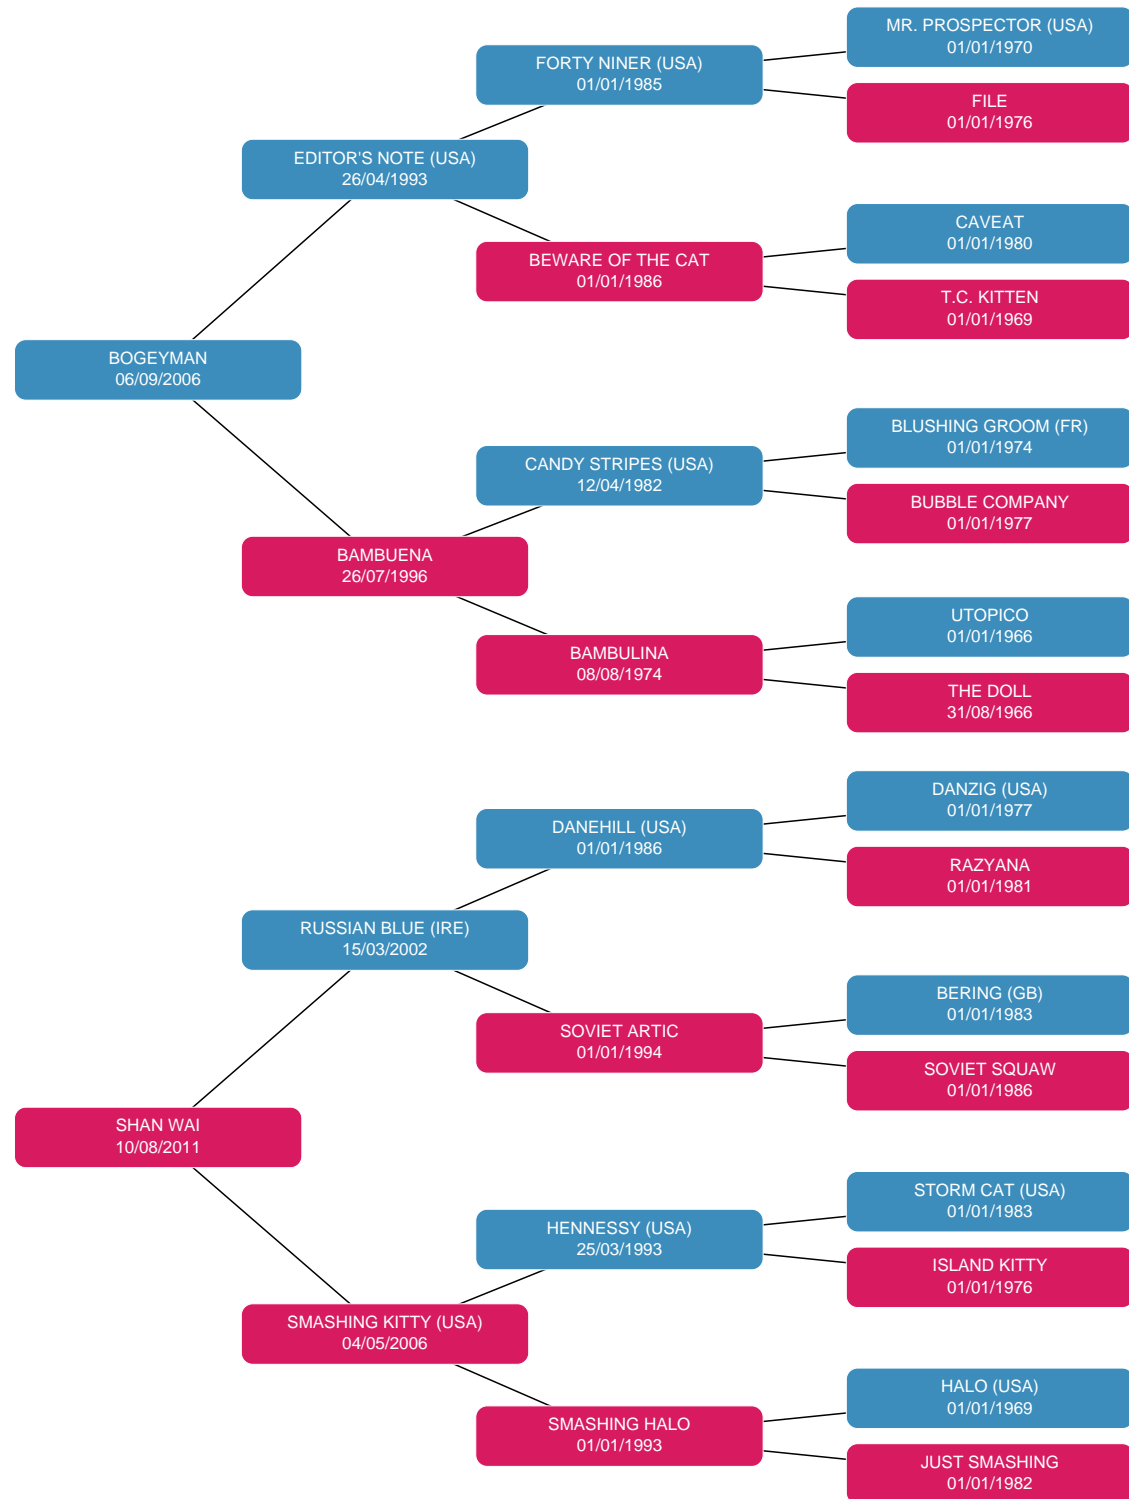 MR. PROSPECTOR (USA)
01/01/1970
FORTY NINER (USA)
01/01/1985
FILE
01/01/1976
EDITOR'S NOTE (USA)
26/04/1993
CAVEAT
01/01/1980
BEWARE OF THE CAT
01/01/1986
T.C. KITTEN
01/01/1969
BOGEYMAN
06/09/2006
BLUSHING GROOM (FR)
01/01/1974
CANDY STRIPES (USA)
12/04/1982
BUBBLE COMPANY
01/01/1977
BAMBUENA
26/07/1996
UTOPICO
01/01/1966
BAMBULINA
08/08/1974
THE DOLL
31/08/1966
DANZIG (USA)
01/01/1977
DANEHILL (USA)
01/01/1986
RAZYANA
01/01/1981
RUSSIAN BLUE (IRE)
15/03/2002
BERING (GB)
01/01/1983
SOVIET ARTIC
01/01/1994
SOVIET SQUAW
01/01/1986
SHAN WAI
10/08/2011
STORM CAT (USA)
01/01/1983
HENNESSY (USA)
25/03/1993
ISLAND KITTY
01/01/1976
SMASHING KITTY (USA)
04/05/2006
HALO (USA)
01/01/1969
SMASHING HALO
01/01/1993
JUST SMASHING
01/01/1982